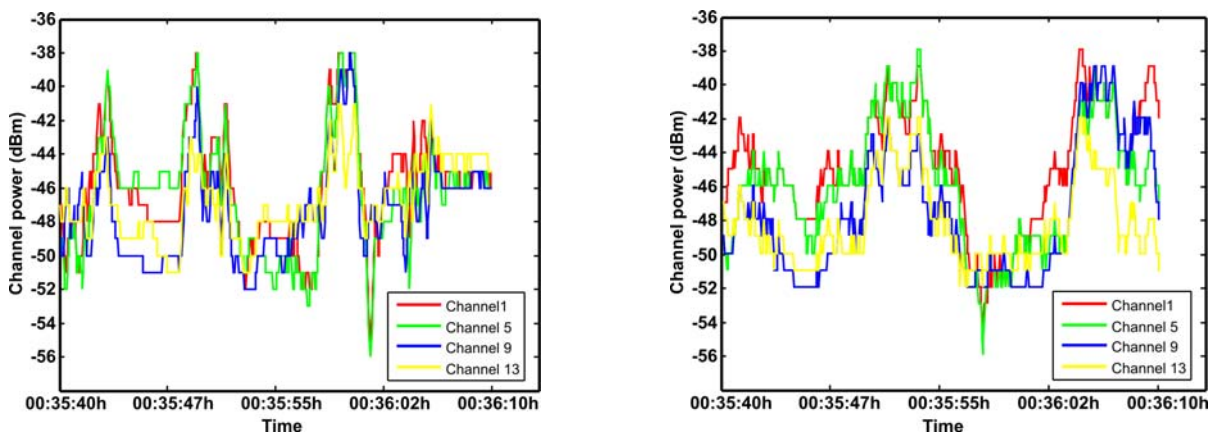 -36
-38
-40
-42
-44
-46
-48
-50
-52
-54
-56
Channel power (dBm)
Channel1
Channel 5
Channel 9
Channel 13
00:35:40h 00:35:47h 00:35:55h 00:36:02h 00:36:10h
Time
-36
-38
-40
-42
-44
-46
-48
-50
-52
-54
-56
Channel power (dBm)
Channel1
Channel 5
Channel 9
Channel 13
00:35:40h 00:35:47h 00:35:55h 00:36:02h 00:36:10h
Time